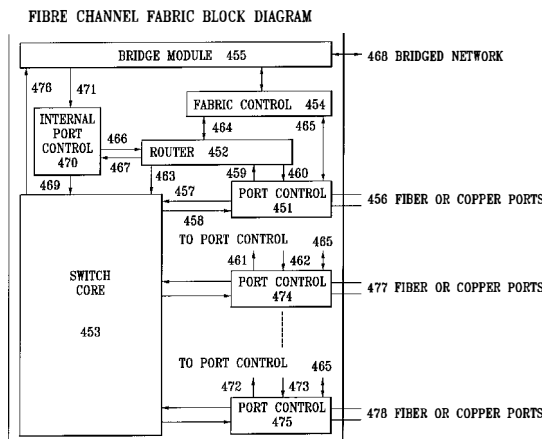 FIBRE CHANNEL FABRIC BLOCK DIAGRAM
BRIDGE MODULE 455
468 BRIDGED NETWORK
476
471
FABRIC CONTROL 454
INTERNAL
PORT
CONTROL
470
466
464
465
ROUTER 452
467
469
463
457
459
460
458
PORT CONTROL
451
456 FIBER OR COPPER PORTS
SWITCH
CORE
453
TO PORT CONTROL
461
462
465
PORT CONTROL
474
477 FIBER OR COPPER PORTS
TO PORT CONTROL
472
473
465
PORT CONTROL
475
478 FIBER OR COPPER PORTS